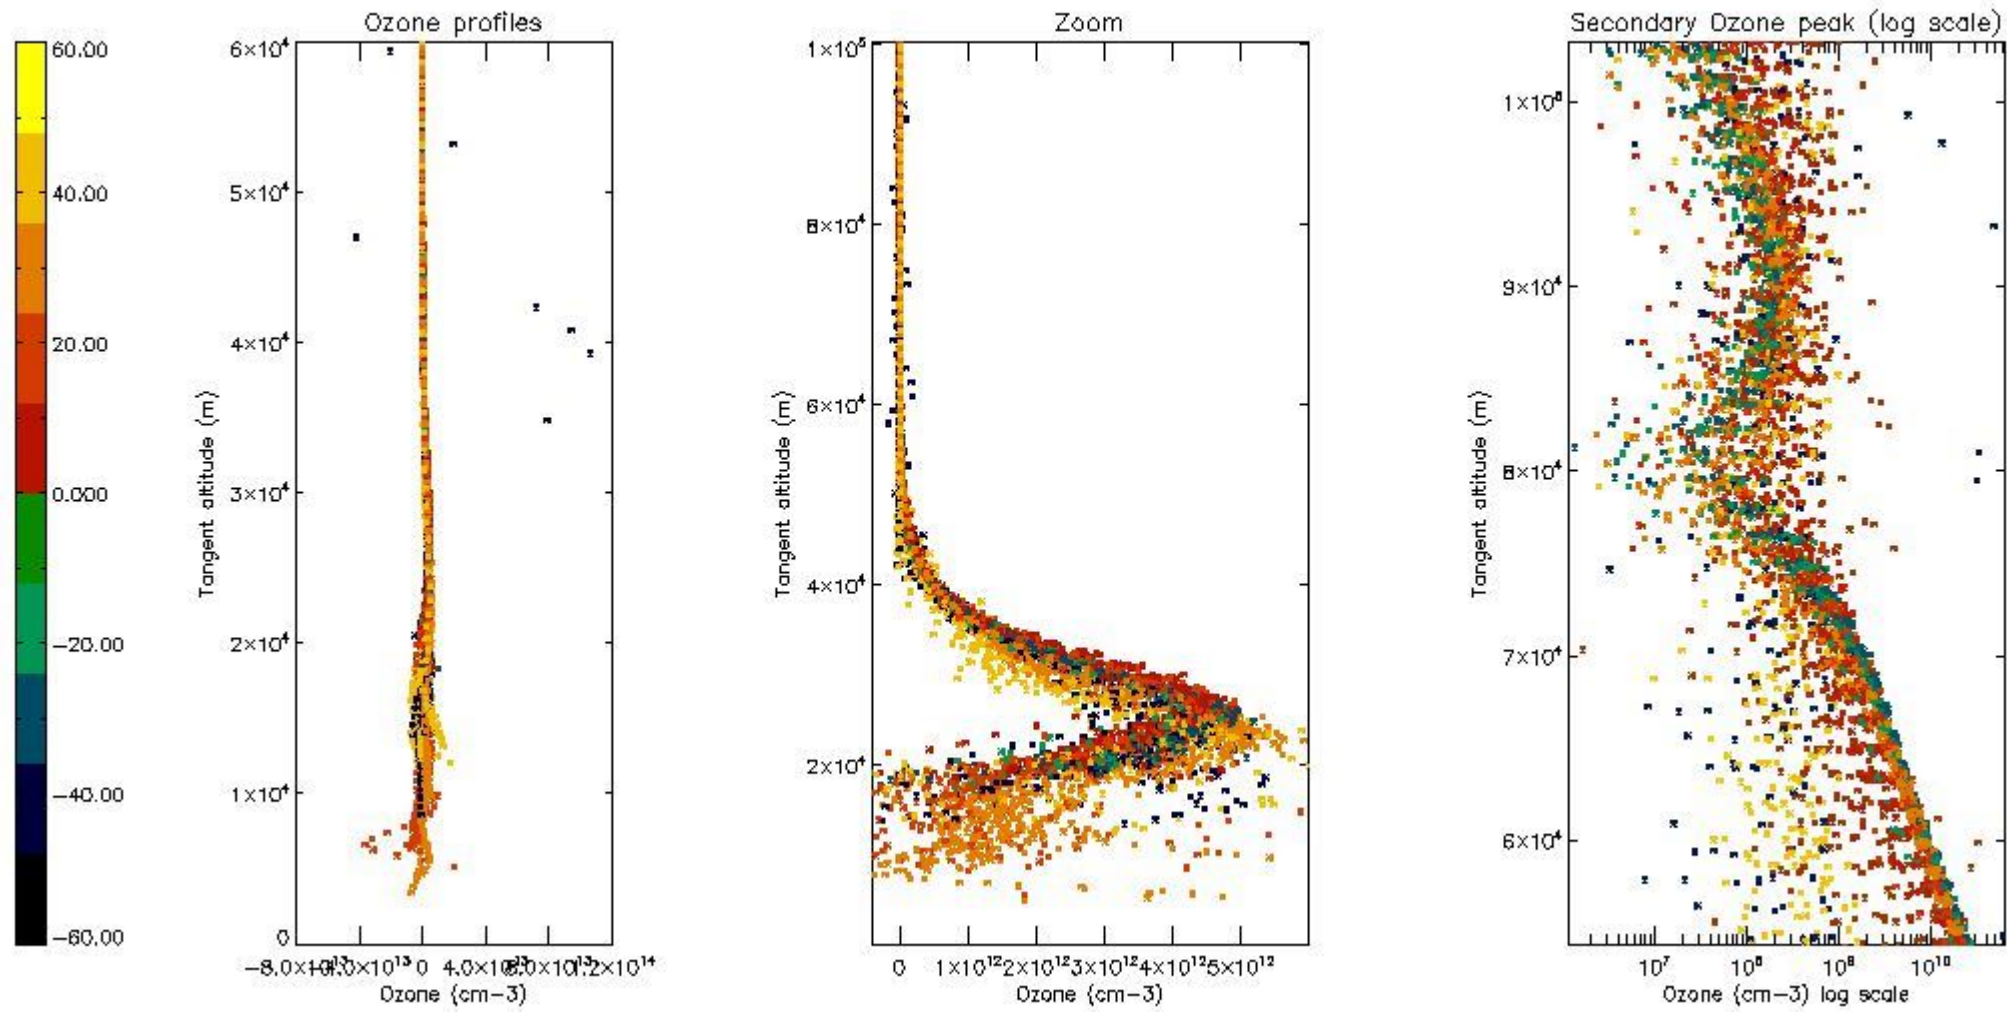 Ozone profiles
Zoom
Secondary Ozone peak (log scale)
60.00
40.00
20.00
0.000
−20.00
−40.00
−60.00
6×10⁴
5×10⁴
4×10⁴
3×10⁴
2×10⁴
1×10⁴
0
Tangent altitude (m)
0
Ozone (cm−3)
1×10⁵
8×10⁴
6×10⁴
4×10⁴
2×10⁴
Tangent altitude (m)
0 1×10¹² 2×10¹² 3×10¹² 4×10¹² 5×10¹²
Ozone (cm−3)
9×10⁴
8×10⁴
7×10⁴
6×10⁴
Tangent altitude (m)
10⁷ 10⁸ 10⁹ 10¹⁰
Ozone (cm−3) log scale